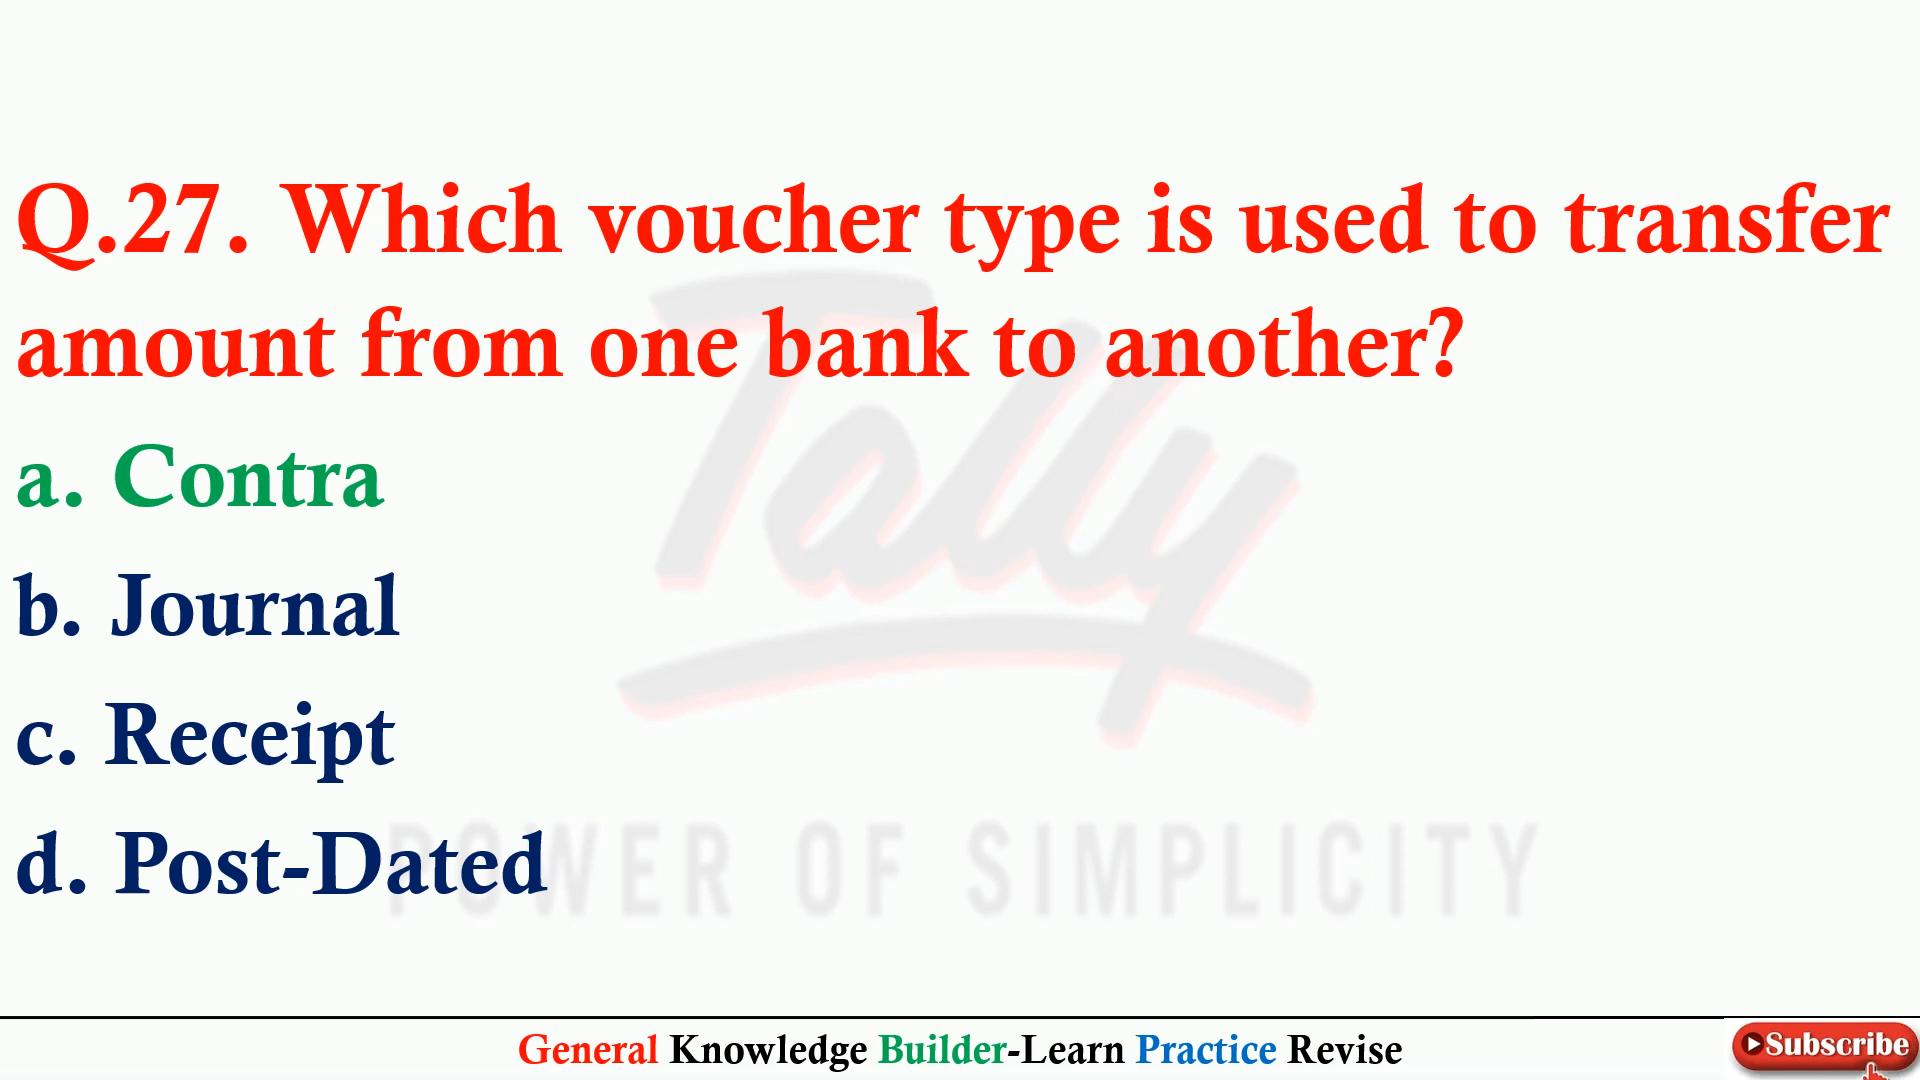 Q.27. Which voucher type is used to transfer
amount from one bank to another?
a. Contra
b. Journal
c. Receipt
d. Post-Dated
Tally
POWER OF SIMPLICITY
General Knowledge Builder-Learn Practice Revise
Subscribe